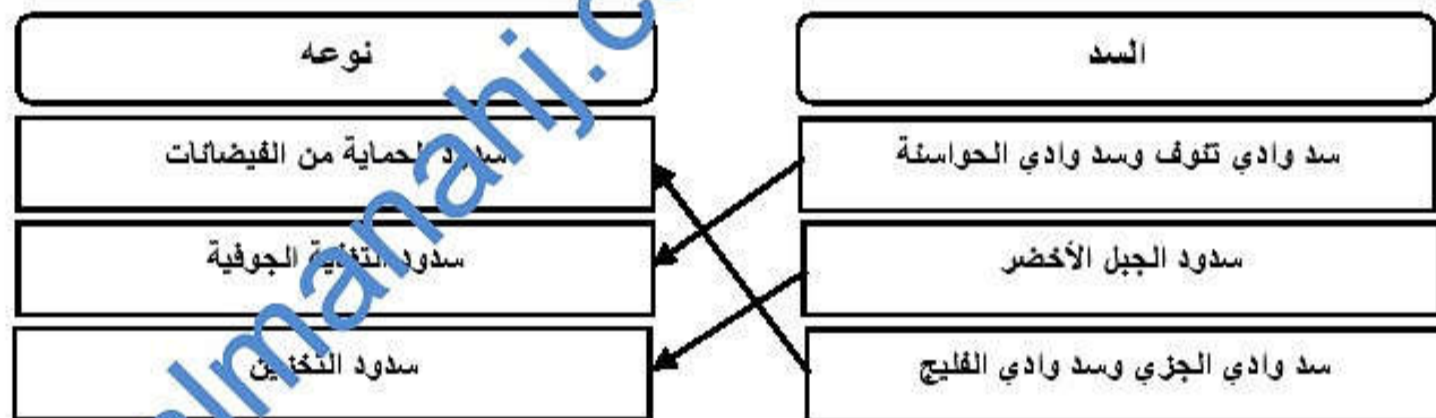 السد
نوعه
سد وادي تنوف وسد وادي الحواسنة
سدود الحماية من الفيضانات
سدود الجبل الأخضر
سدود التغذية الجوفية
سد وادي الجزي وسد وادي الفليج
سدود التخزين
almanahj.c